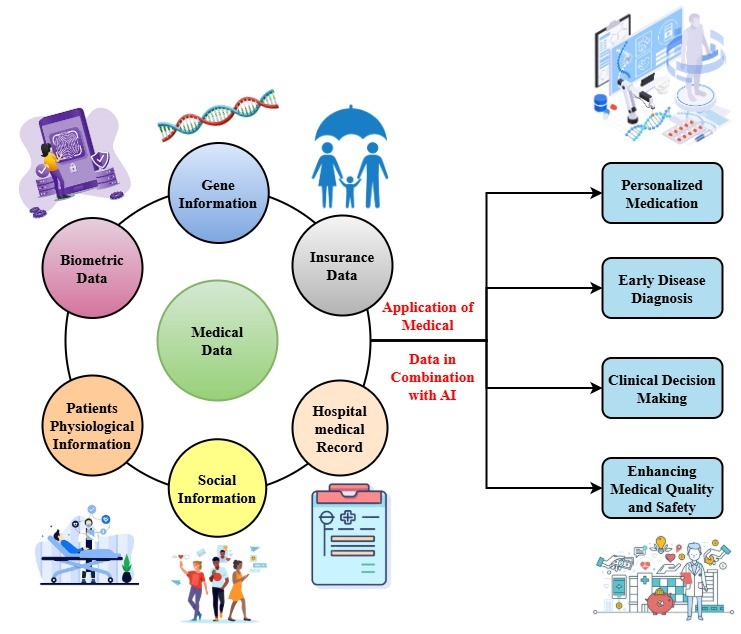 Gene
Information
Biometric
Data
Insurance
Data
Medical
Data
Patients
Physiological
Information
Hospital
medical
Record
Social
Information
Application of
Medical
Data in
Combination
with AI
Personalized
Medication
Early Disease
Diagnosis
Clinical Decision
Making
Enhancing
Medical Quality
and Safety